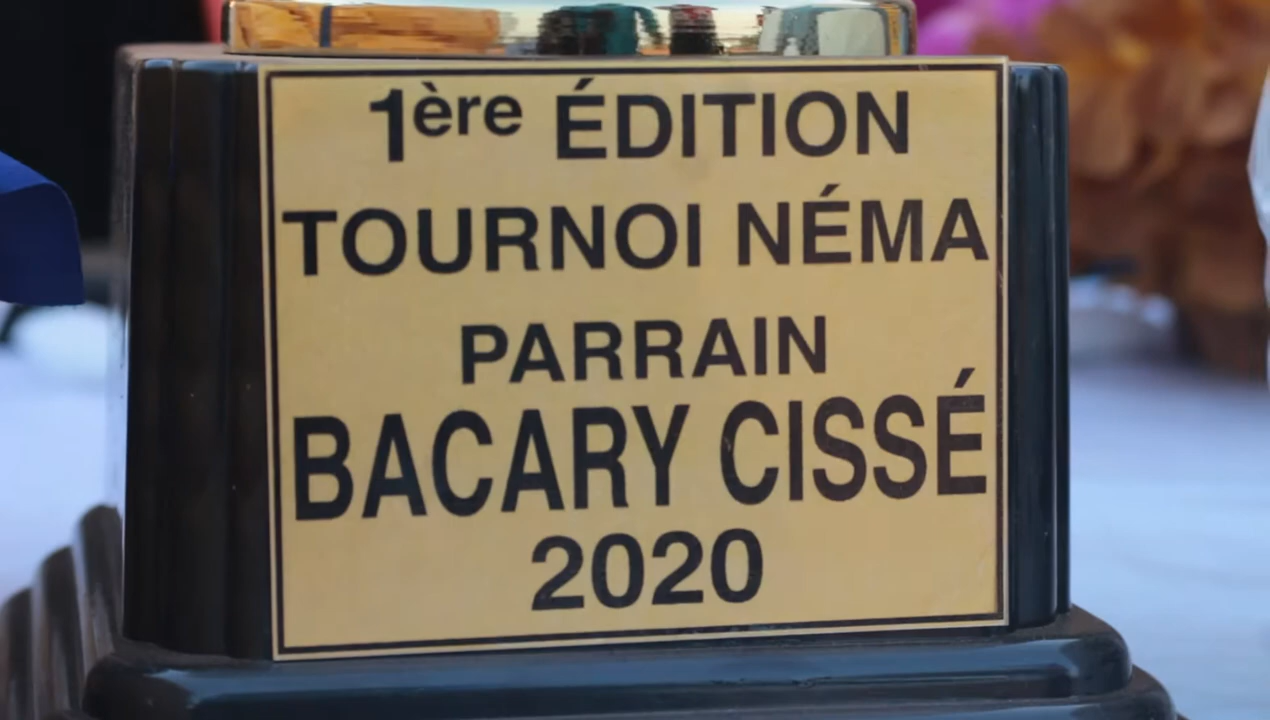 1ère ÉDITION
TOURNOI NÉMA
PARRAIN
BACARY CISSÉ
2020